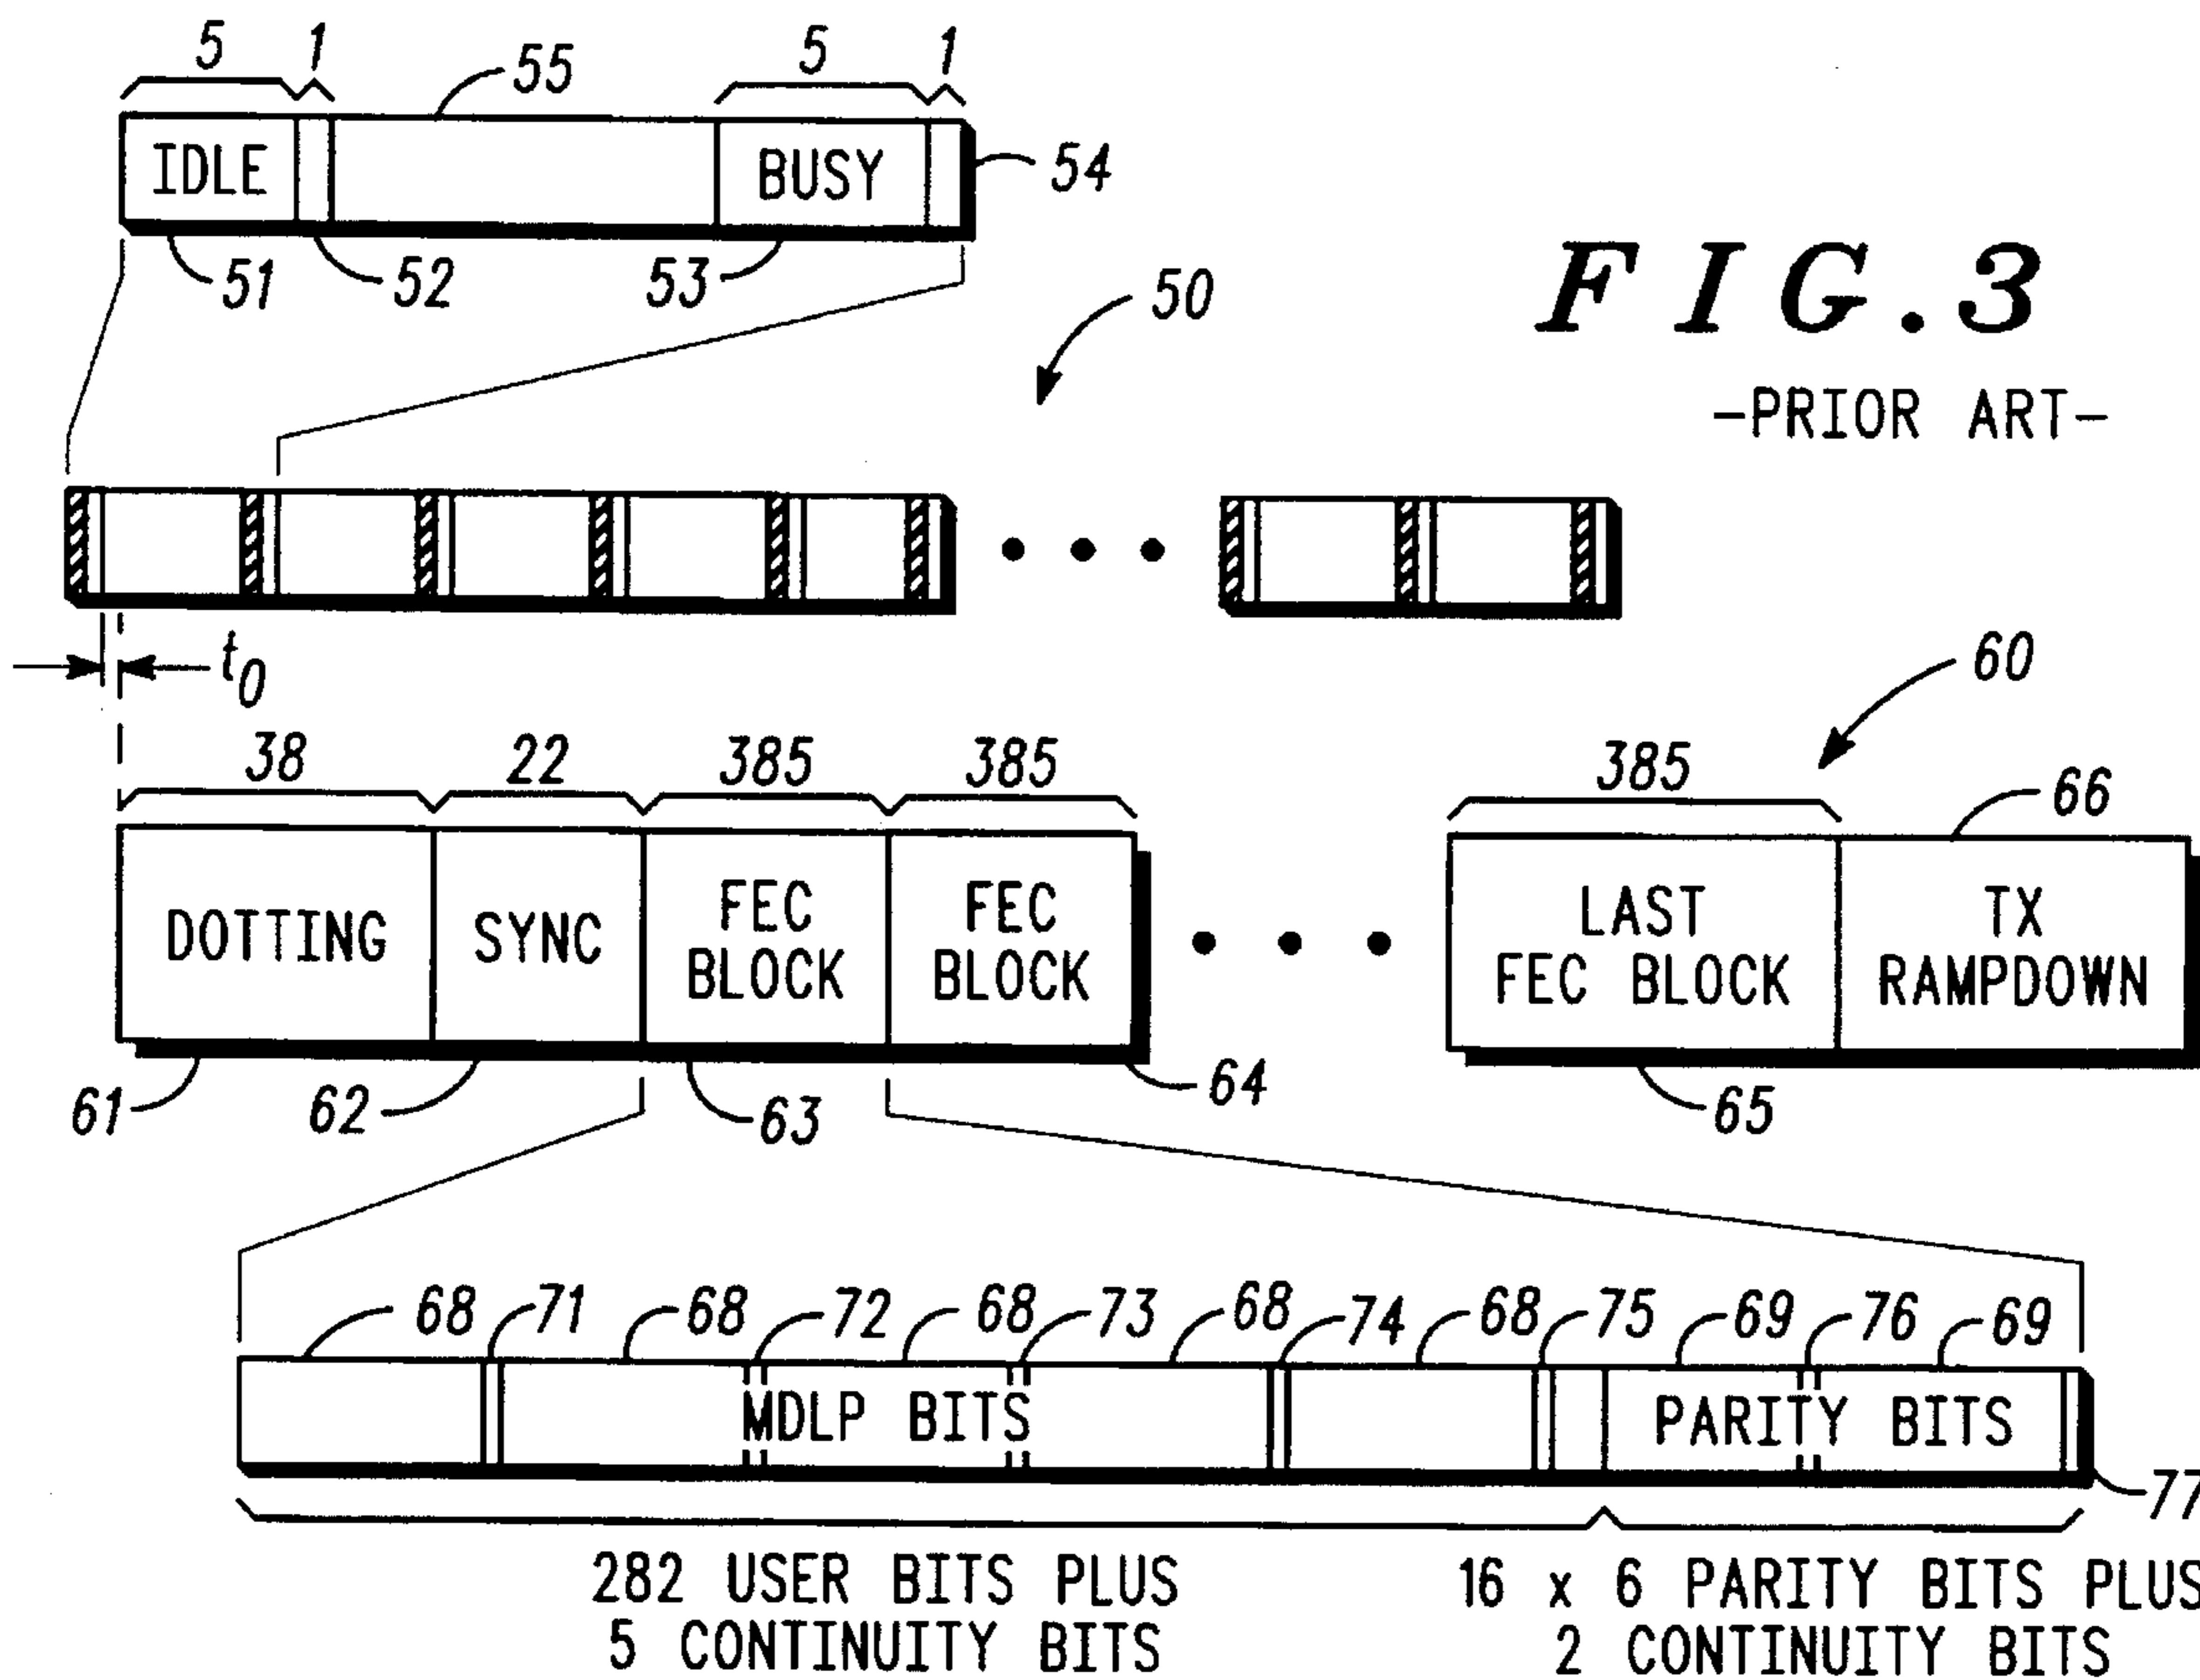 5 1 5 1
55
IDLE BUSY
54
51 52 53
50
FIG.3
-PRIOR ART-
t0
60
38 22 385 385 385
66
DOTTING SYNC FEC BLOCK FEC BLOCK LAST FEC BLOCK TX RAMPDOWN
61 62 63 64 65
68 71 68 72 68 73 68 74 68 75 69 76 69
MDLP BITS PARITY BITS
77
282 USER BITS PLUS
5 CONTINUITY BITS
16 x 6 PARITY BITS PLUS
2 CONTINUITY BITS